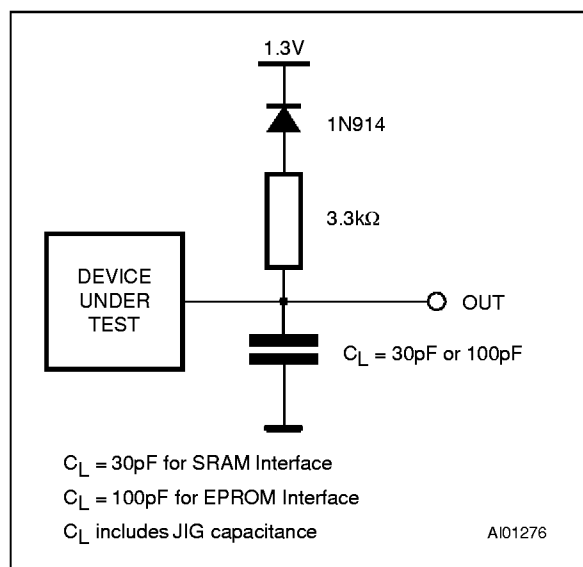 1.3V
1N914
3.3kΩ
DEVICE
UNDER
TEST
OUT
CL = 30pF or 100pF
CL = 30pF for SRAM Interface
CL = 100pF for EPROM Interface
CL includes JIG capacitance
AI01276